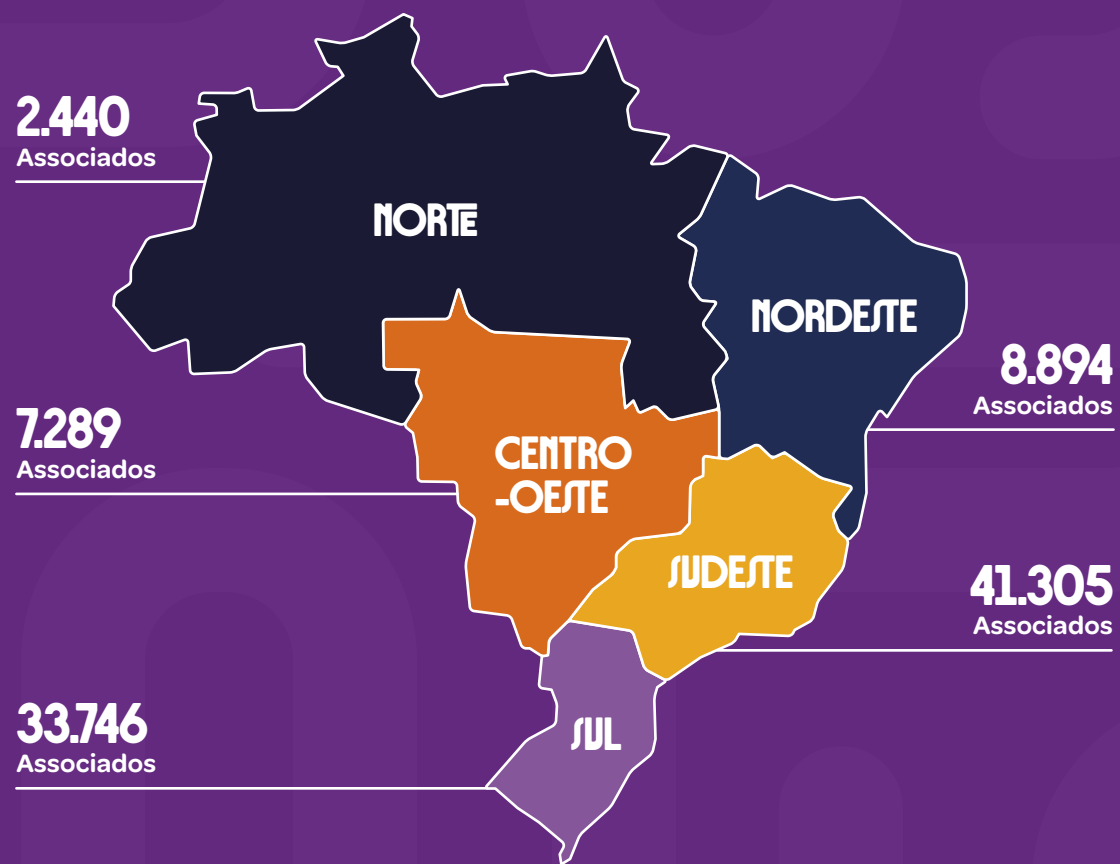 2.440
Associados
NORTE
NORDESTE
8.894
Associados
7.289
Associados
CENTRO
-OESTE
SUDESTE
41.305
Associados
33.746
Associados
SUL